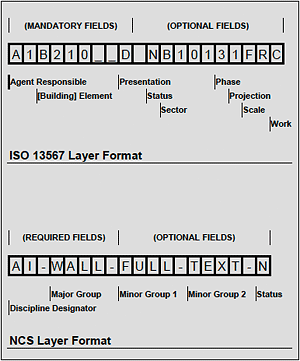 (MANDATORY FIELDS) (OPTIONAL FIELDS)
A1B210__D_NB10131FRC
Agent Responsible Presentation Phase
[Building] Element Status Projection
Sector Scale
Work
ISO 13567 Layer Format
(REQUIRED FIELDS) (OPTIONAL FIELDS)
AI-WALL-FULL-TEXT-N
Major Group Minor Group 1 Minor Group 2 Status
Discipline Designator
NCS Layer Format